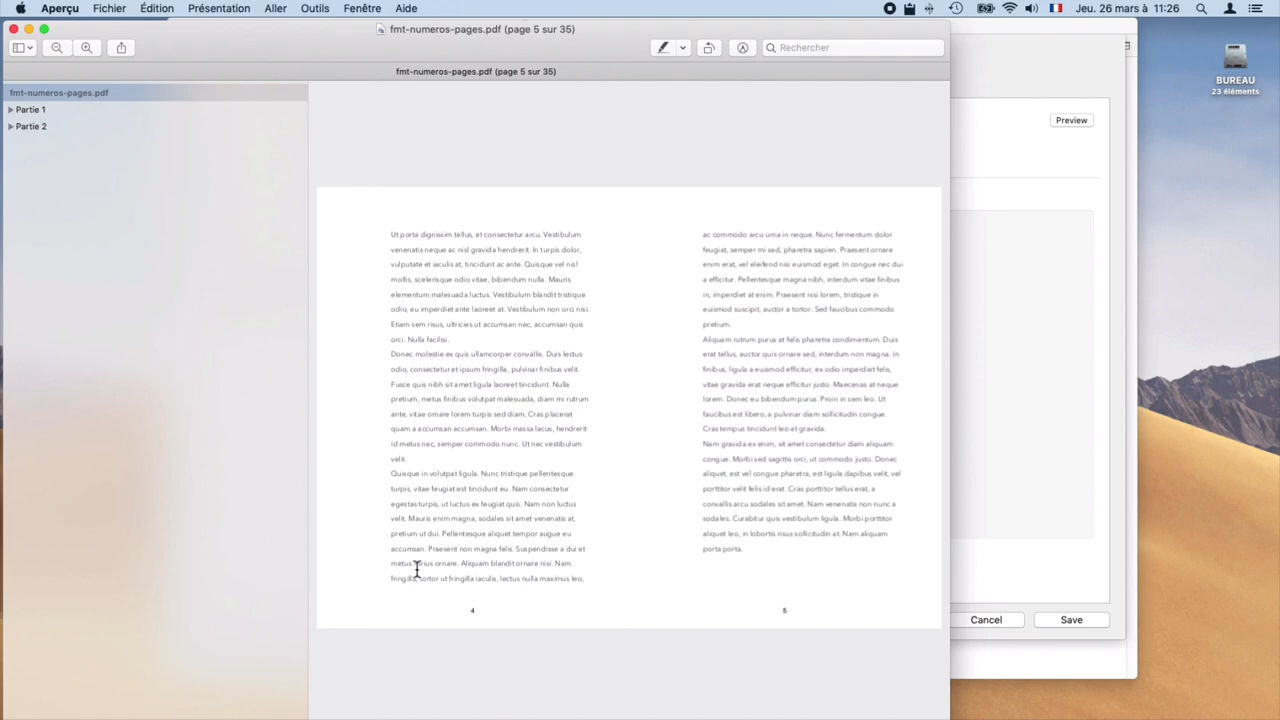 Aperçu Fichier Édition Présentation Aller Outils Fenêtre Aide Jeu. 26 mars à 11:26
fmt-numeros-pages.pdf (page 5 sur 35)
Rechercher
fmt-numeros-pages.pdf (page 5 sur 35)
fmt-numeros-pages.pdf
Partie 1
Partie 2
Ut porta dignissim tellus, et consectetur arcu. Vestibulum
venenatis neque ac nisl gravida hendrerit. In turpis dolor,
vulputate et iaculis at, tincidunt ac ante. Quisque vel nisl
mollis, scelerisque odio vitae, bibendum nulla. Mauris
elementum malesuada luctus. Vestibulum blandit tristique
odio, eu imperdiet ante laoreet at. Vestibulum non orci nisi.
Etiam sem risus, ultricies ut accumsan nec, accumsan quis
orci. Nulla facilisi.
Donec molestie ex quis ullamcorper convallis. Duis lectus
odio, consectetur et ipsum fringilla, pulvinar finibus velit.
Fusce quis nibh sit amet ligula laoreet tincidunt. Nulla
pretium, metus finibus volutpat malesuada, diam mi rutrum
ante, vitae ornare lorem turpis sed diam. Cras placerat
quam a accumsan accumsan. Morbi massa lacus, hendrerit
id metus nec, semper commodo nunc. Ut nec vestibulum
velit.
Quisque in volutpat ligula. Nunc tristique pellentesque
turpis, vitae feugiat est tincidunt eu. Nam consectetur
egestas turpis, ut luctus ex feugiat quis. Nam non luctus
velit. Mauris enim magna, sodales sit amet venenatis at,
pretium ut dui. Pellentesque aliquet tempor augue eu
accumsan. Praesent non magna felis. Suspendisse a dui et
metus varius ornare. Aliquam blandit ornare nisi. Nam
fringilla, tortor ut fringilla iaculis, lectus nulla maximus leo,
4
ac commodo arcu urna in neque. Nunc fermentum dolor
feugiat, semper mi sed, pharetra sapien. Praesent ornare
enim erat, vel eleifend nisi euismod eget. In congue nec dui
a efficitur. Pellentesque magna nibh, interdum vitae finibus
in, imperdiet at enim. Praesent nisi lorem, tristique in
euismod suscipit, auctor a tortor. Sed faucibus commodo
pretium.
Aliquam rutrum purus at felis pharetra condimentum. Duis
erat tellus, auctor quis ornare sed, interdum non magna. In
finibus, ligula a euismod efficitur, ex odio imperdiet felis,
vitae gravida erat neque efficitur justo. Maecenas at neque
lorem. Donec eu bibendum purus. Proin in sem leo. Ut
faucibus est libero, a pulvinar diam sollicitudin congue.
Cras tempus tincidunt leo et gravida.
Nam gravida ex enim, sit amet consectetur diam aliquam
congue. Morbi sed sagittis orci, ut commodo justo. Donec
aliquet, est vel congue pharetra, est ligula dapibus velit, vel
porttitor velit felis id erat. Cras porttitor tellus erat, a
convallis arcu sodales sit amet. Nam venenatis non nunc a
sodales. Curabitur quis vestibulum ligula. Morbi porttitor
aliquet leo, in lobortis risus sollicitudin at. Nam aliquam
porta porta.
5
Preview
Cancel Save
BUREAU
23 éléments